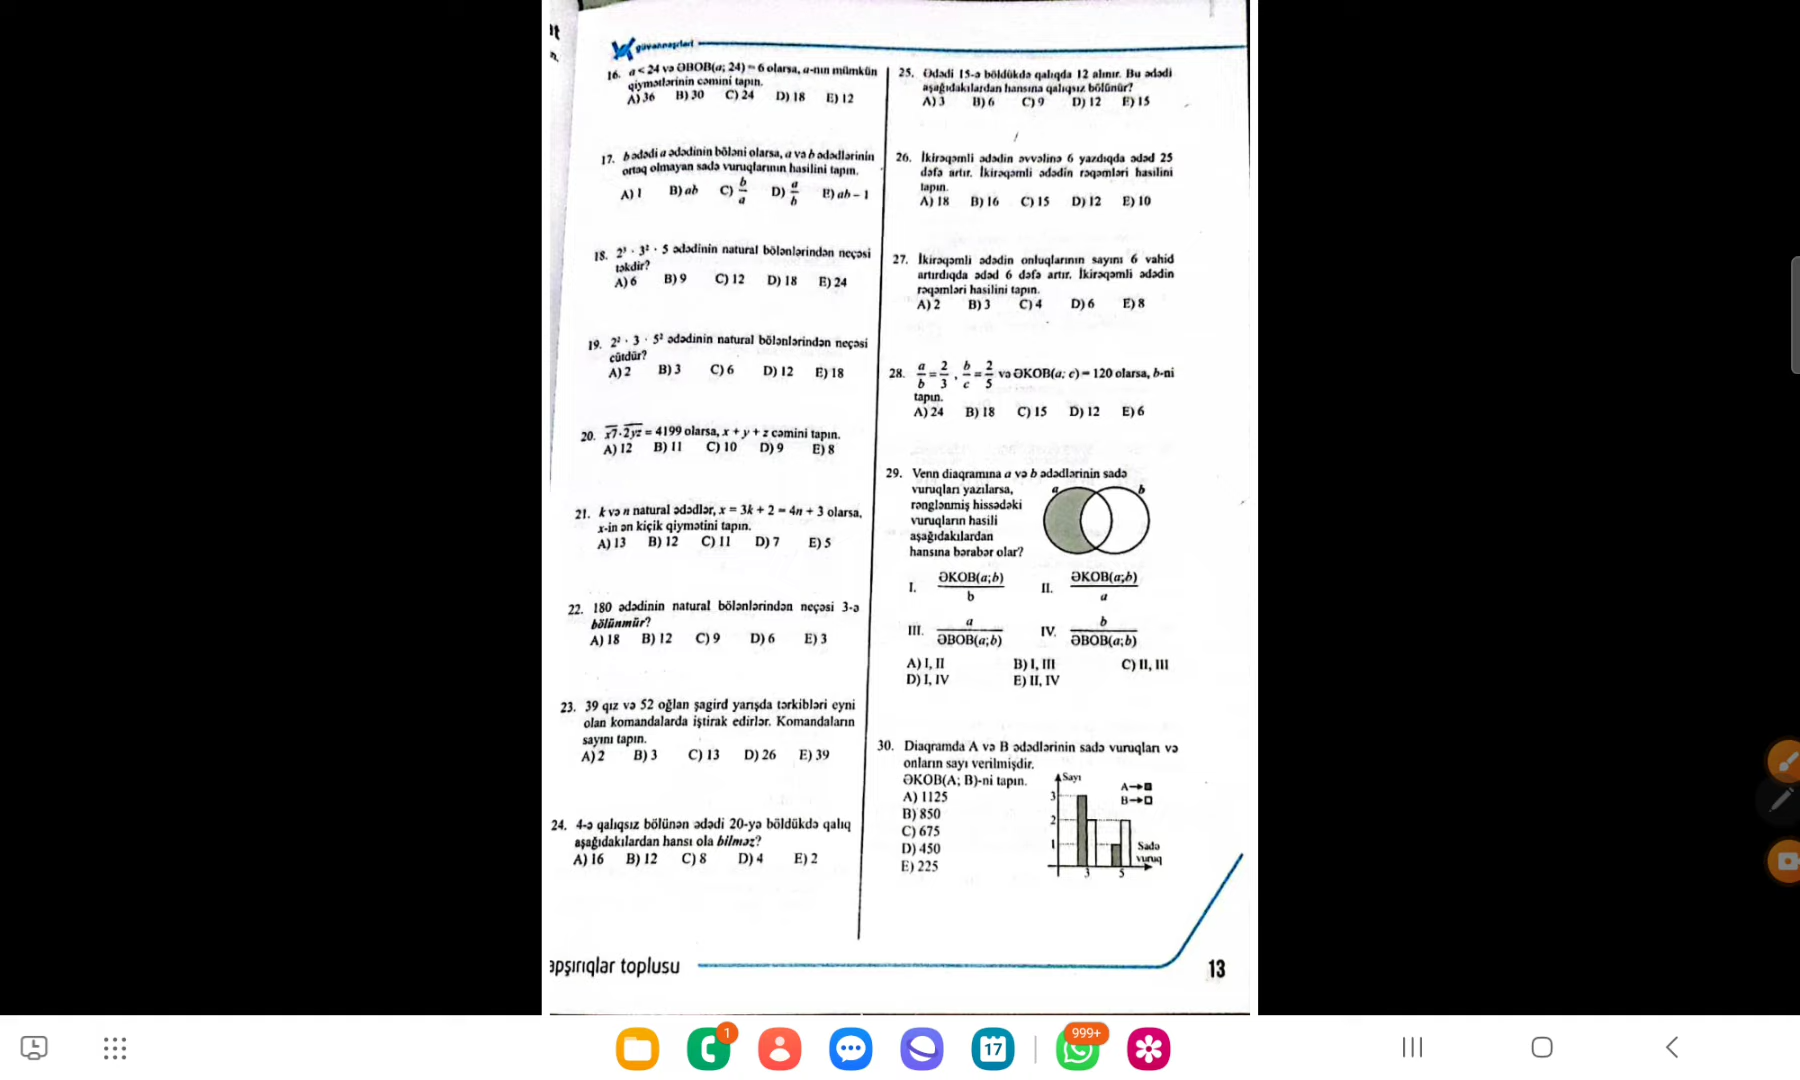 ıt
n,
güvənnəşriyyatı
16. a < 24 və ƏBOB(a; 24) = 6 olarsa, a-nın mümkün
qiymətlərinin cəmini tapın.
A) 36 B) 30 C) 24 D) 18 E) 12
17. b ədədi a ədədinin böləni olarsa, a və b ədədlərinin
ortaq olmayan sadə vuruqlarının hasilini tapın.
A) 1 B) ab C) b/a D) a/b E) ab − 1
18. 2³ · 3² · 5 ədədinin natural bölənlərindən neçəsi
təkdir?
A) 6 B) 9 C) 12 D) 18 E) 24
19. 2² · 3 · 5² ədədinin natural bölənlərindən neçəsi
cütdür?
A) 2 B) 3 C) 6 D) 12 E) 18
20. x7 · 2yz = 4199 olarsa, x + y + z cəmini tapın.
A) 12 B) 11 C) 10 D) 9 E) 8
21. k və n natural ədədlər, x = 3k + 2 = 4n + 3 olarsa,
x-in ən kiçik qiymətini tapın.
A) 13 B) 12 C) 11 D) 7 E) 5
22. 180 ədədinin natural bölənlərindən neçəsi 3-ə
bölünmür?
A) 18 B) 12 C) 9 D) 6 E) 3
23. 39 qız və 52 oğlan şagird yarışda tərkibləri eyni
olan komandalarda iştirak edirlər. Komandaların
sayını tapın.
A) 2 B) 3 C) 13 D) 26 E) 39
24. 4-ə qalıqsız bölünən ədədi 20-yə böldükdə qalıq
aşağıdakılardan hansı ola bilməz?
A) 16 B) 12 C) 8 D) 4 E) 2
25. Ədədi 15-ə böldükdə qalıqda 12 alınır. Bu ədədi
aşağıdakılardan hansına qalıqsız bölünür?
A) 3 B) 6 C) 9 D) 12 E) 15
26. İkirəqəmli ədədin əvvəlinə 6 yazdıqda ədəd 25
dəfə artır. İkirəqəmli ədədin rəqəmləri hasilini
tapın.
A) 18 B) 16 C) 15 D) 12 E) 10
27. İkirəqəmli ədədin onluqlarının sayını 6 vahid
artırdıqda ədəd 6 dəfə artır. İkirəqəmli ədədin
rəqəmləri hasilini tapın.
A) 2 B) 3 C) 4 D) 6 E) 8
28. a/b = 2/3, b/c = 2/5 və ƏKOB(a; c) = 120 olarsa, b-ni
tapın.
A) 24 B) 18 C) 15 D) 12 E) 6
29. Venn diaqramına a və b ədədlərinin sadə
vuruqları yazılarsa,
rənglənmiş hissədəki
vuruqların hasili
aşağıdakılardan
hansına bərabər olar?
a b
I. ƏKOB(a;b)/b II. ƏKOB(a;b)/a
III. a/ƏBOB(a;b) IV. b/ƏBOB(a;b)
A) I, II B) I, III C) II, III
D) I, IV E) II, IV
30. Diaqramda A və B ədədlərinin sadə vuruqları və
onların sayı verilmişdir.
ƏKOB(A; B)-ni tapın.
A) 1125
B) 850
C) 675
D) 450
E) 225
Sayı
A→
B→
3
2
1
Sadə
vuruq
3 5
apşırıqlar toplusu
13
1
17
999+